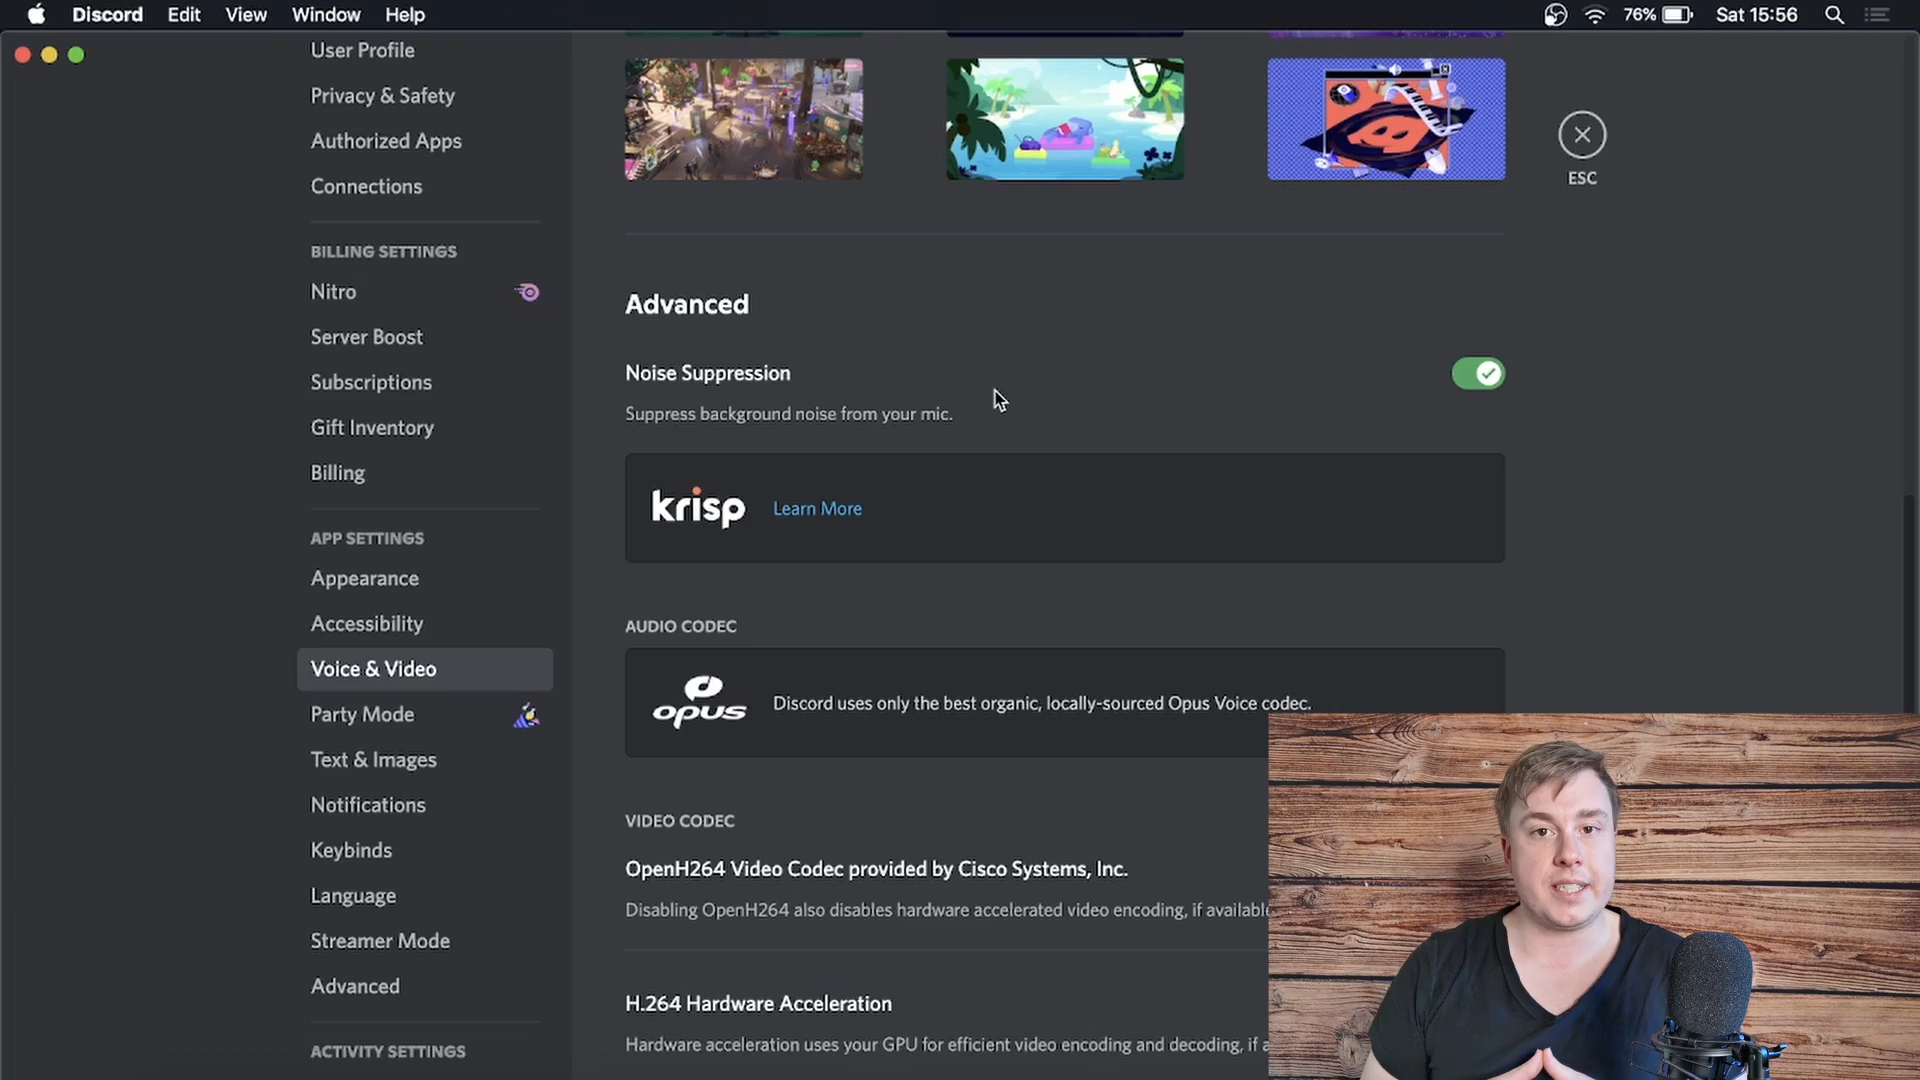 Discord Edit View Window Help
76% Sat 15:56
User Profile
Privacy & Safety
Authorized Apps
Connections
BILLING SETTINGS
Nitro
Server Boost
Subscriptions
Gift Inventory
Billing
APP SETTINGS
Appearance
Accessibility
Voice & Video
Party Mode
Text & Images
Notifications
Keybinds
Language
Streamer Mode
Advanced
ACTIVITY SETTINGS
ESC
Advanced
Noise Suppression
Suppress background noise from your mic.
krisp Learn More
AUDIO CODEC
opus Discord uses only the best organic, locally-sourced Opus Voice codec.
VIDEO CODEC
OpenH264 Video Codec provided by Cisco Systems, Inc.
Disabling OpenH264 also disables hardware accelerated video encoding, if available
H.264 Hardware Acceleration
Hardware acceleration uses your GPU for efficient video encoding and decoding, if a